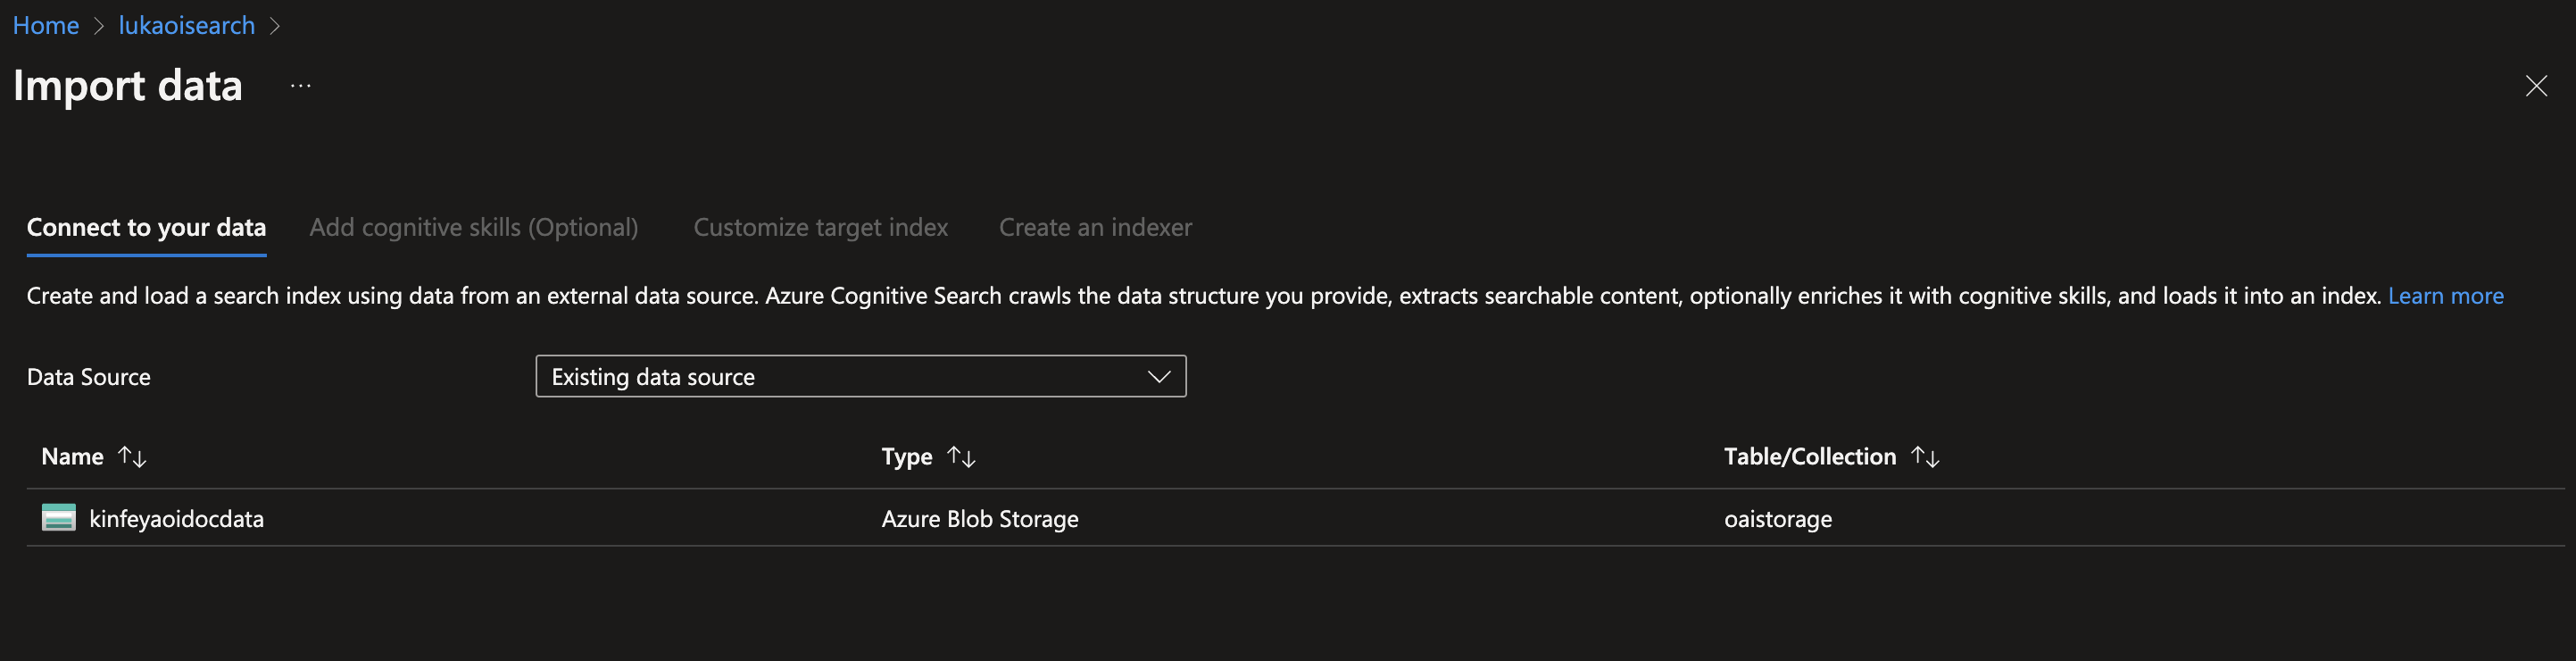 Home > lukaoisearch >
Import data ...
Connect to your data Add cognitive skills (Optional) Customize target index Create an indexer
Create and load a search index using data from an external data source. Azure Cognitive Search crawls the data structure you provide, extracts searchable content, optionally enriches it with cognitive skills, and loads it into an index. Learn more
Data Source Existing data source
Name ↑↓ Type ↑↓ Table/Collection ↑↓
kinfeyaoidocdata Azure Blob Storage oaistorage